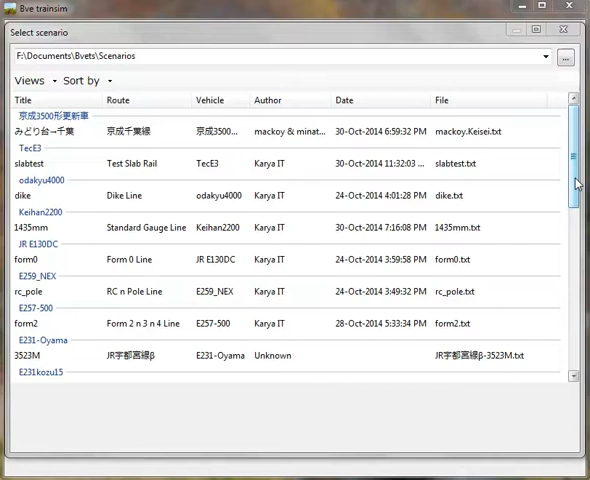 Bve trainsim
Select scenario
F:\Documents\Bvets\Scenarios
...
Views Sort by
Title Route Vehicle Author Date File
京成3500形更新車
みどり台→千葉 京成千葉線 京成3500... mackoy & minat... 30-Oct-2014 6:59:32 PM mackoy.Keisei.txt
TecE3
slabtest Test Slab Rail TecE3 Karya IT 30-Oct-2014 11:32:03 ... slabtest.txt
odakyu4000
dike Dike Line odakyu4000 Karya IT 24-Oct-2014 4:01:28 PM dike.txt
Keihan2200
1435mm Standard Gauge Line Keihan2200 Karya IT 30-Oct-2014 7:16:08 PM 1435mm.txt
JR E130DC
form0 Form 0 Line JR E130DC Karya IT 24-Oct-2014 3:59:58 PM form0.txt
E259_NEX
rc_pole RC n Pole Line E259_NEX Karya IT 24-Oct-2014 3:49:32 PM rc_pole.txt
E257-500
form2 Form 2 n 3 n 4 Line E257-500 Karya IT 28-Oct-2014 5:33:34 PM form2.txt
E231-Oyama
3523M JR宇都宮線β E231-Oyama Unknown JR宇都宮線β-3523M.txt
E231kozu15